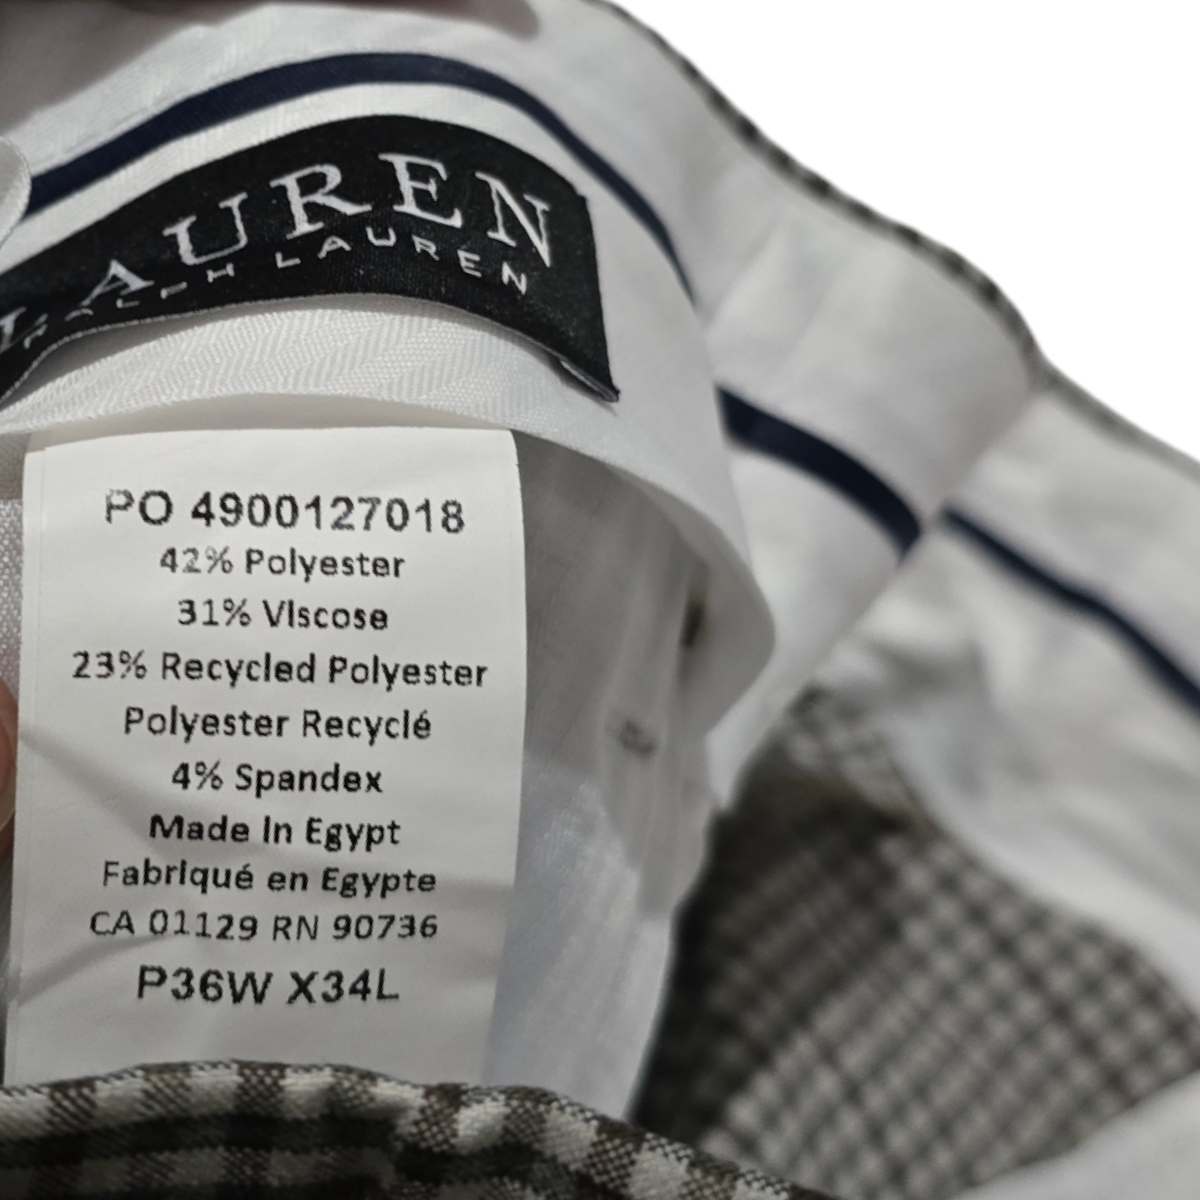 LAUREN
RALPH LAUREN
PO 4900127018
42% Polyester
31% Viscose
23% Recycled Polyester
Polyester Recyclé
4% Spandex
Made in Egypt
Fabriqué en Egypte
CA 01129 RN 90736
P36W X34L